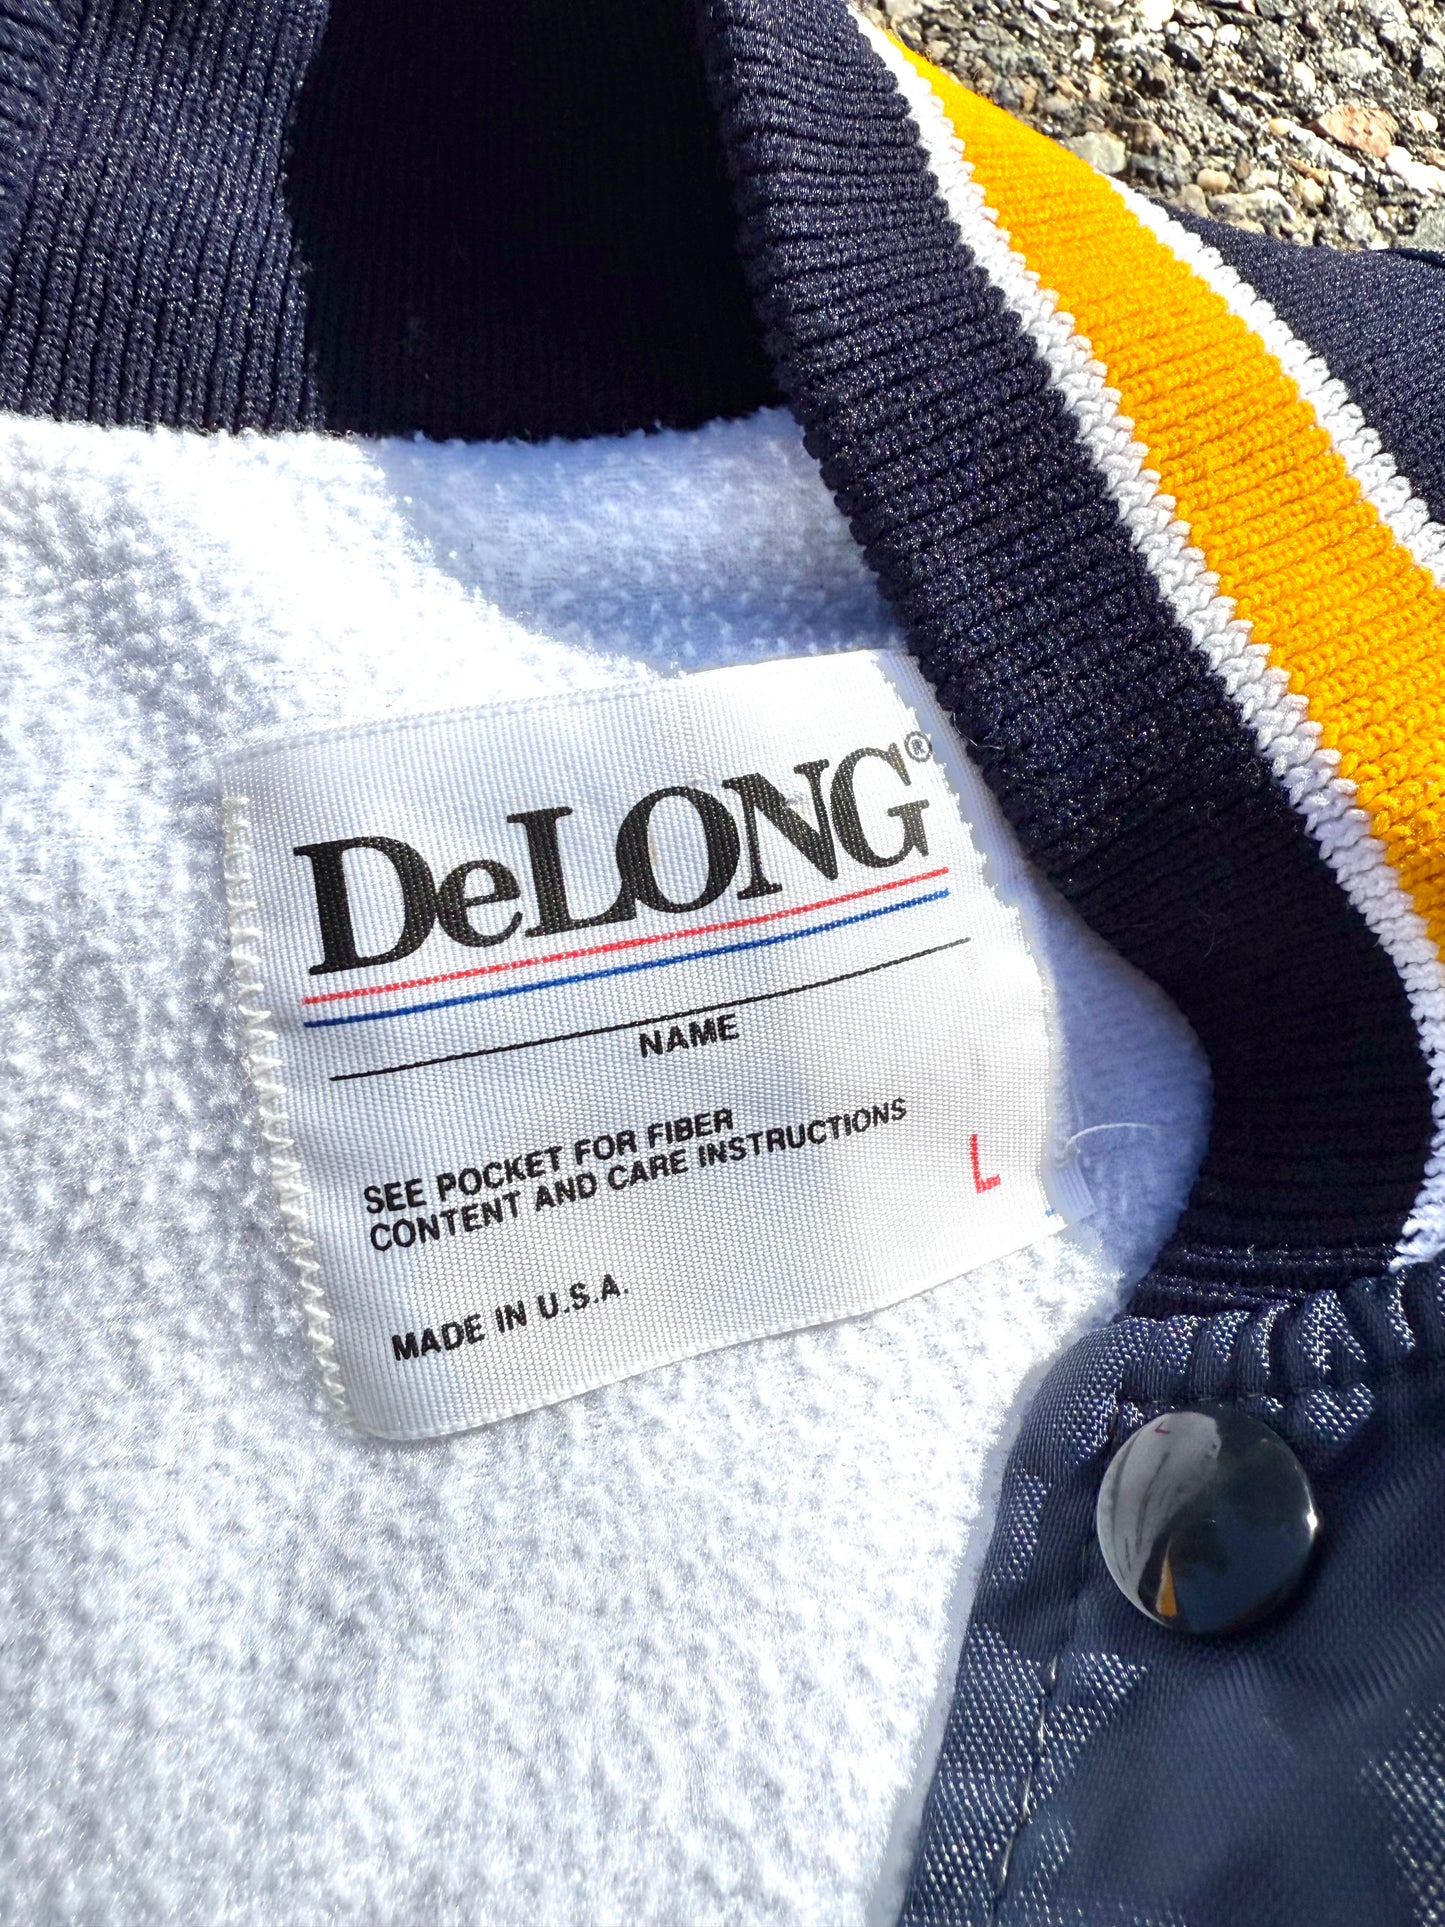 DeLONG®
NAME
SEE POCKET FOR FIBER
CONTENT AND CARE INSTRUCTIONS
L
MADE IN U.S.A.